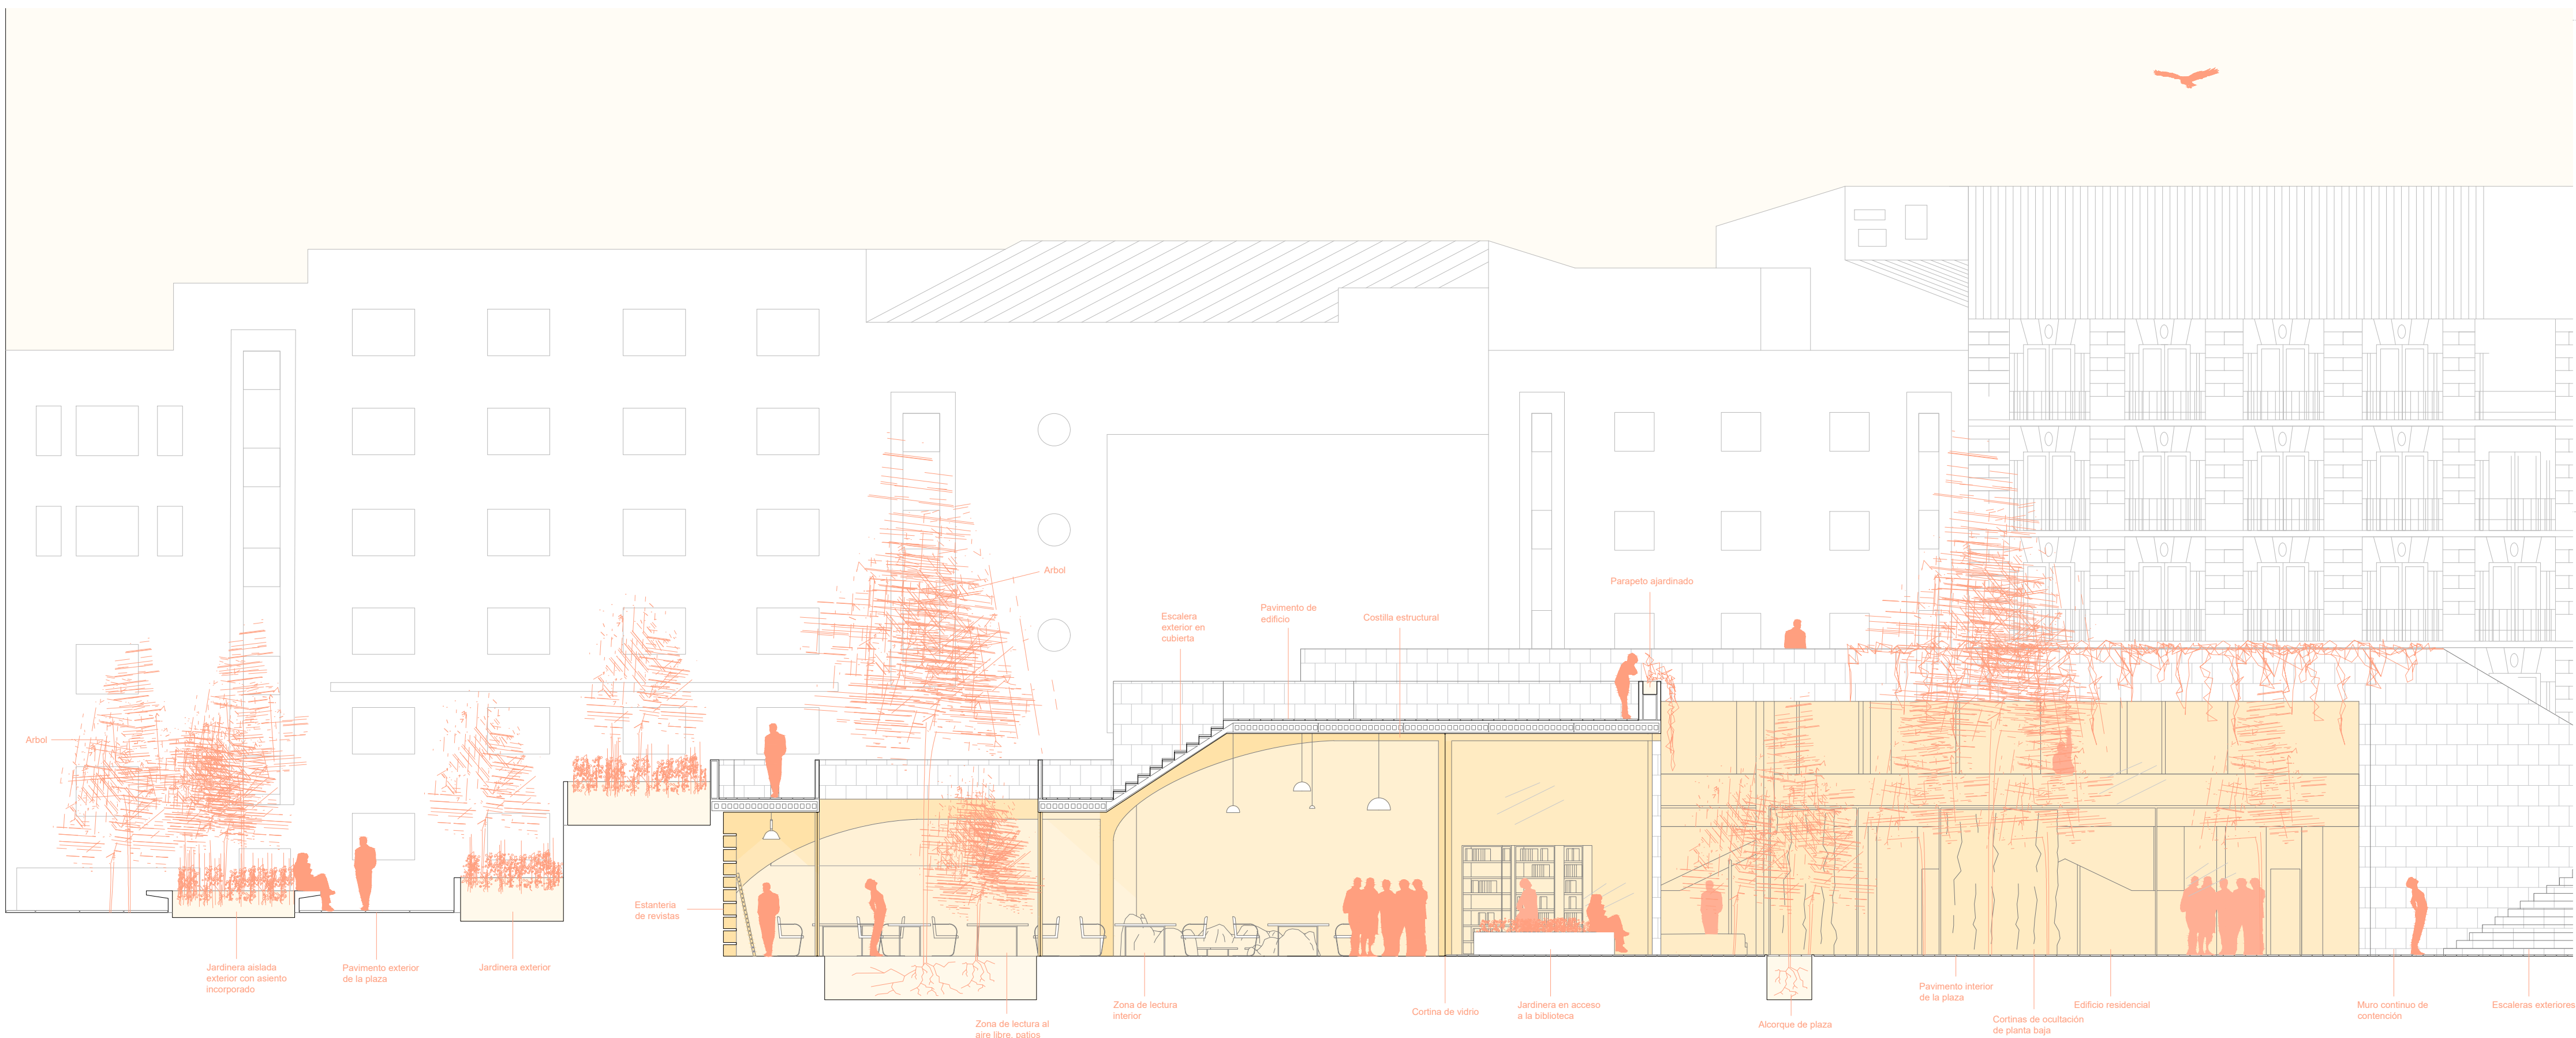 Arbol
Parapeto ajardinado
Pavimento de
edificio
Escalera
exterior en
cubierta
Costilla estructural
Arbol
Estanteria
de revistas
Jardinera aislada
exterior con asiento
incorporado
Pavimento exterior
de la plaza
Jardinera exterior
Zona de lectura al
aire libre, patios
Zona de lectura
interior
Cortina de vidrio
Jardinera en acceso
a la biblioteca
Alcorque de plaza
Pavimento interior
de la plaza
Cortinas de ocultación
de planta baja
Edificio residencial
Muro continuo de
contención
Escaleras exteriores